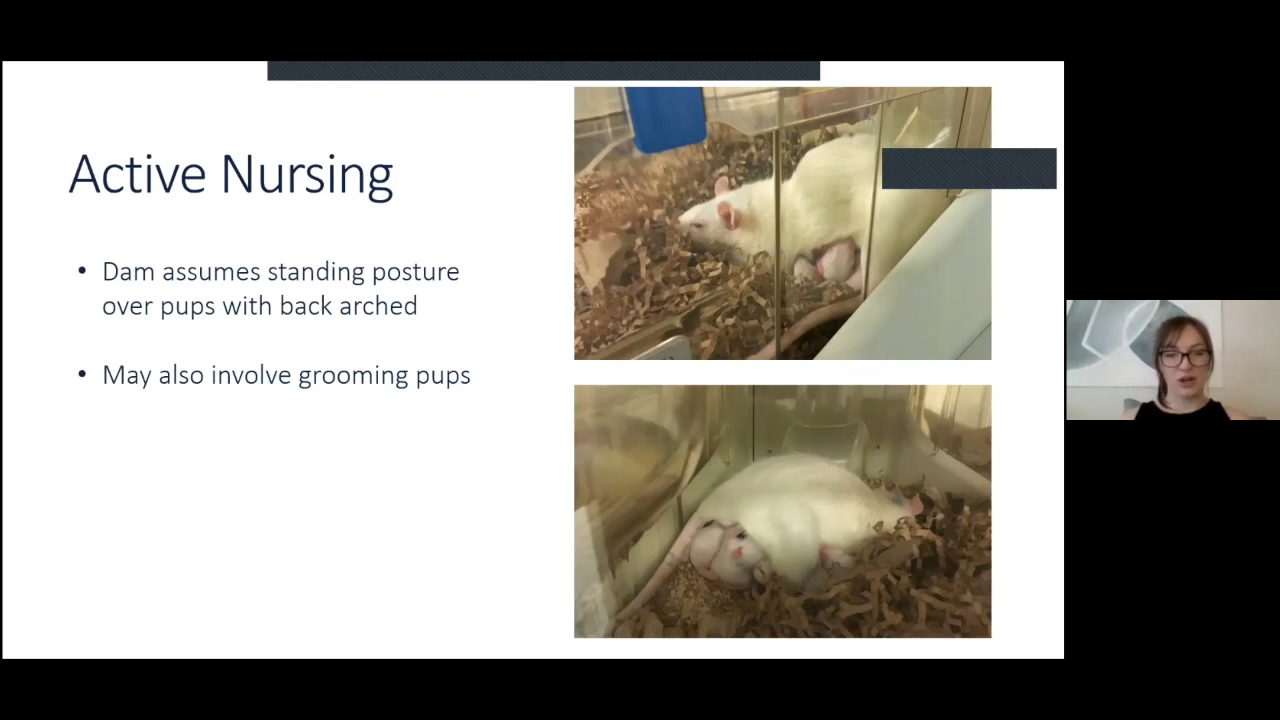 Active Nursing
• Dam assumes standing posture
over pups with back arched
• May also involve grooming pups